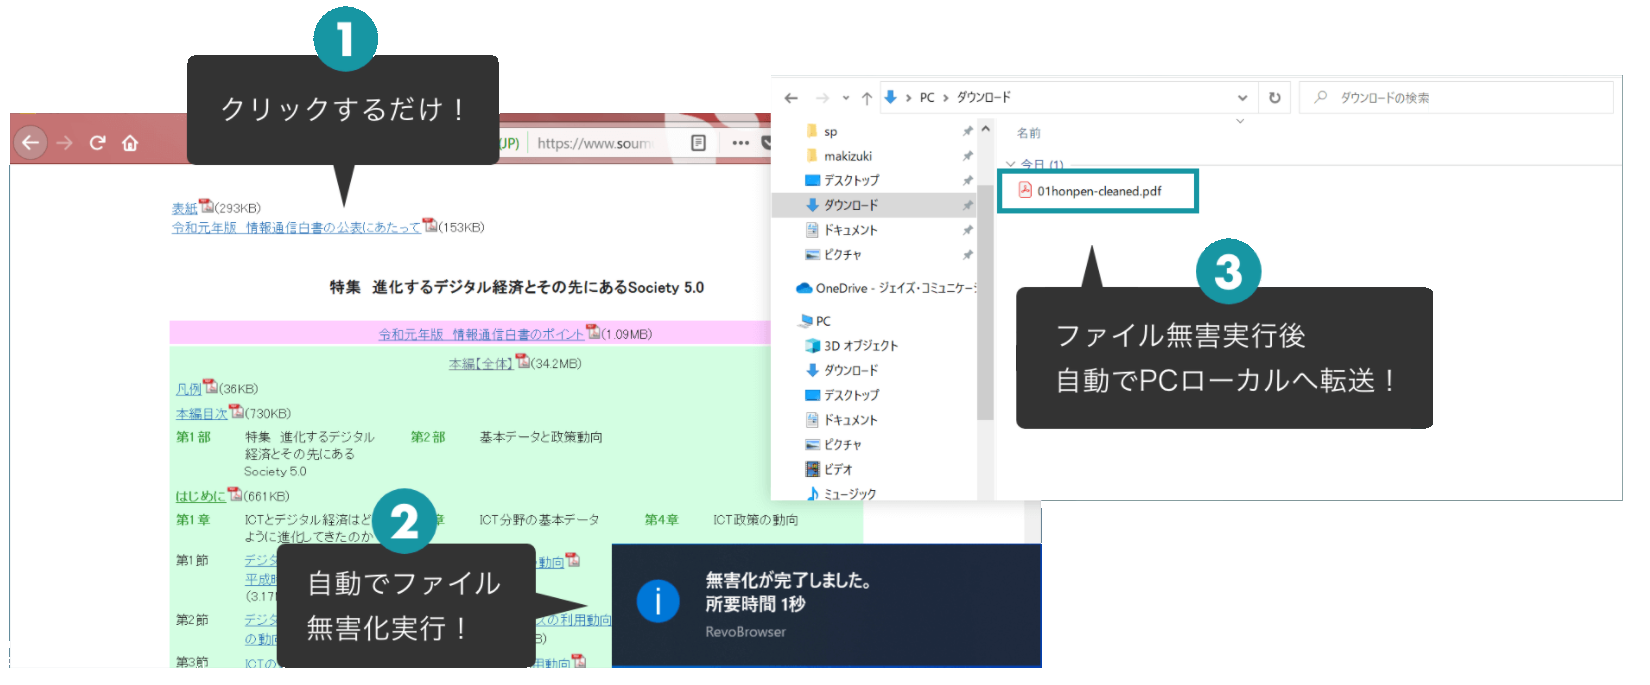 1
クリックするだけ！
(JP)
https://www.soum
表紙(293KB)
令和元年版 情報通信白書の公表にあたって(153KB)
特集 進化するデジタル経済とその先にあるSociety 5.0
令和元年版 情報通信白書のポイント(1.09MB)
本編【全体】(34.2MB)
凡例(36KB)
本編目次(730KB)
第1部 特集 進化するデジタル 第2部 基本データと政策動向
経済とその先にある
Society 5.0
はじめに(661KB)
第1章 ICTとデジタル経済はど 章 ICT分野の基本データ 第4章 ICT政策の動向
ように進化してきたのか
第1節 デジタ 動向
平成時
(3.17
第2節 デジタ スの利用動向
の動向 B)
第3節 ICTの 用動向
2
自動でファイル
無害化実行！
無害化が完了しました。
所要時間 1秒
RevoBrowser
PC ダウンロード
ダウンロードの検索
sp
makizuki
デスクトップ
ダウンロード
ドキュメント
ピクチャ
OneDrive - ジェイズ・コミュニケーシ
PC
3D オブジェクト
ダウンロード
デスクトップ
ドキュメント
ピクチャ
ビデオ
ミュージック
名前
今日 (1)
01honpen-cleaned.pdf
3
ファイル無害実行後
自動でPCローカルへ転送！